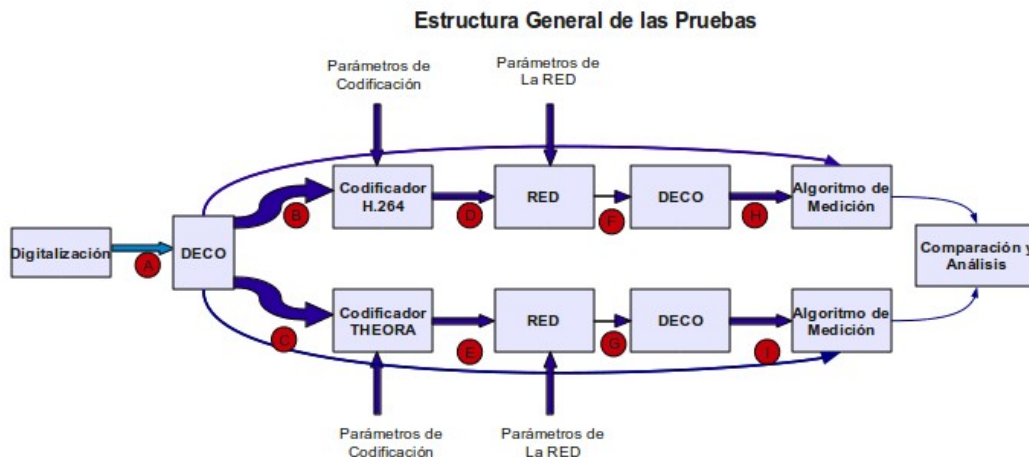 Estructura General de las Pruebas
Parámetros de
Codificación
Parámetros de
La RED
Codificador
H.264
RED
DECO
Algoritmo de
Medición
B
D
F
H
Digitalización
A
DECO
Comparación y
Análisis
Codificador
THEORA
RED
DECO
Algoritmo de
Medición
C
E
G
I
Parámetros de
Codificación
Parámetros de
La RED